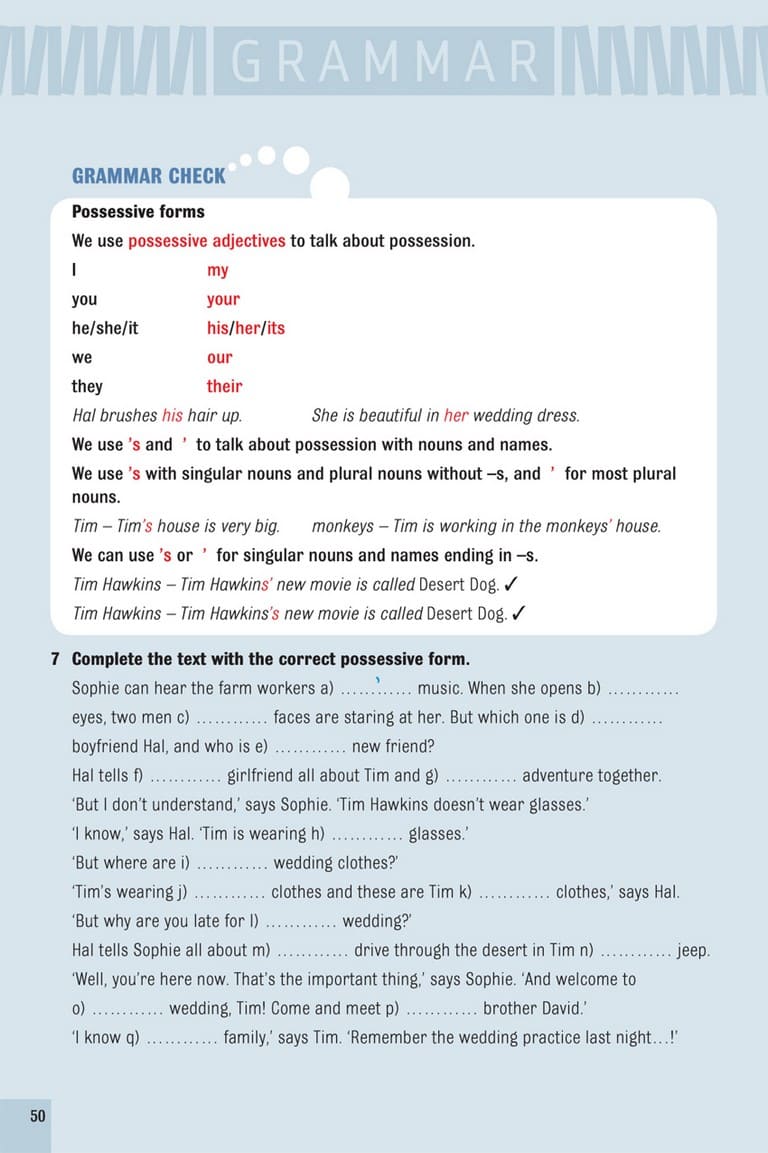 GRAMMAR
GRAMMAR CHECK
Possessive forms
We use possessive adjectives to talk about possession.
I my
you your
he/she/it his/her/its
we our
they their
Hal brushes his hair up. She is beautiful in her wedding dress.
We use ’s and ’ to talk about possession with nouns and names.
We use ’s with singular nouns and plural nouns without –s, and ’ for most plural
nouns.
Tim – Tim’s house is very big. monkeys – Tim is working in the monkeys’ house.
We can use ’s or ’ for singular nouns and names ending in –s.
Tim Hawkins – Tim Hawkins’ new movie is called Desert Dog. ✓
Tim Hawkins – Tim Hawkins’s new movie is called Desert Dog. ✓
7 Complete the text with the correct possessive form.
Sophie can hear the farm workers a) ......’...... music. When she opens b) ............
eyes, two men c) ............ faces are staring at her. But which one is d) ............
boyfriend Hal, and who is e) ............ new friend?
Hal tells f) ............ girlfriend all about Tim and g) ............ adventure together.
‘But I don’t understand,’ says Sophie. ‘Tim Hawkins doesn’t wear glasses.’
‘I know,’ says Hal. ‘Tim is wearing h) ............ glasses.’
‘But where are i) ............ wedding clothes?’
‘Tim’s wearing j) ............ clothes and these are Tim k) ............ clothes,’ says Hal.
‘But why are you late for l) ............ wedding?’
Hal tells Sophie all about m) ............ drive through the desert in Tim n) ............ jeep.
‘Well, you’re here now. That’s the important thing,’ says Sophie. ‘And welcome to
o) ............ wedding, Tim! Come and meet p) ............ brother David.’
‘I know q) ............ family,’ says Tim. ‘Remember the wedding practice last night...!’
50